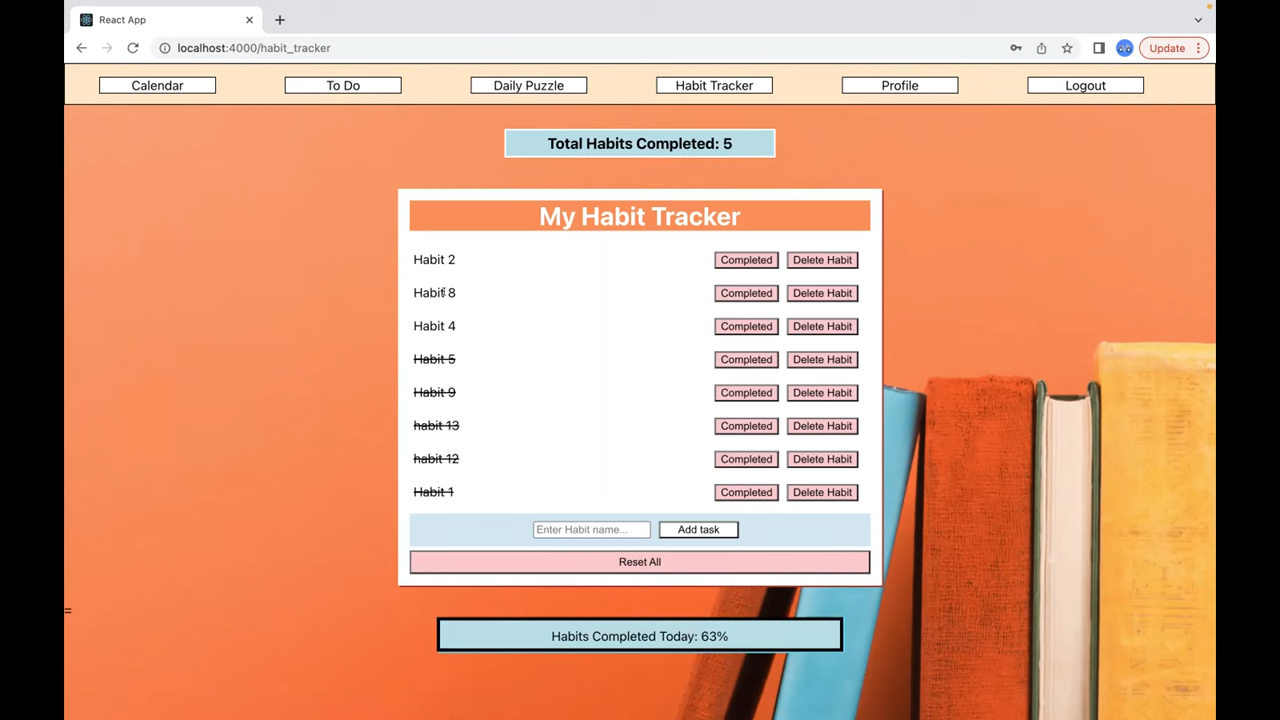 React App
localhost:4000/habit_tracker
Update
Calendar To Do Daily Puzzle Habit Tracker Profile Logout
Total Habits Completed: 5
My Habit Tracker
Habit 2 Completed Delete Habit
Habit 8 Completed Delete Habit
Habit 4 Completed Delete Habit
Habit 5 Completed Delete Habit
Habit 9 Completed Delete Habit
habit 13 Completed Delete Habit
habit 12 Completed Delete Habit
Habit 1 Completed Delete Habit
Enter Habit name... Add task
Reset All
=
Habits Completed Today: 63%